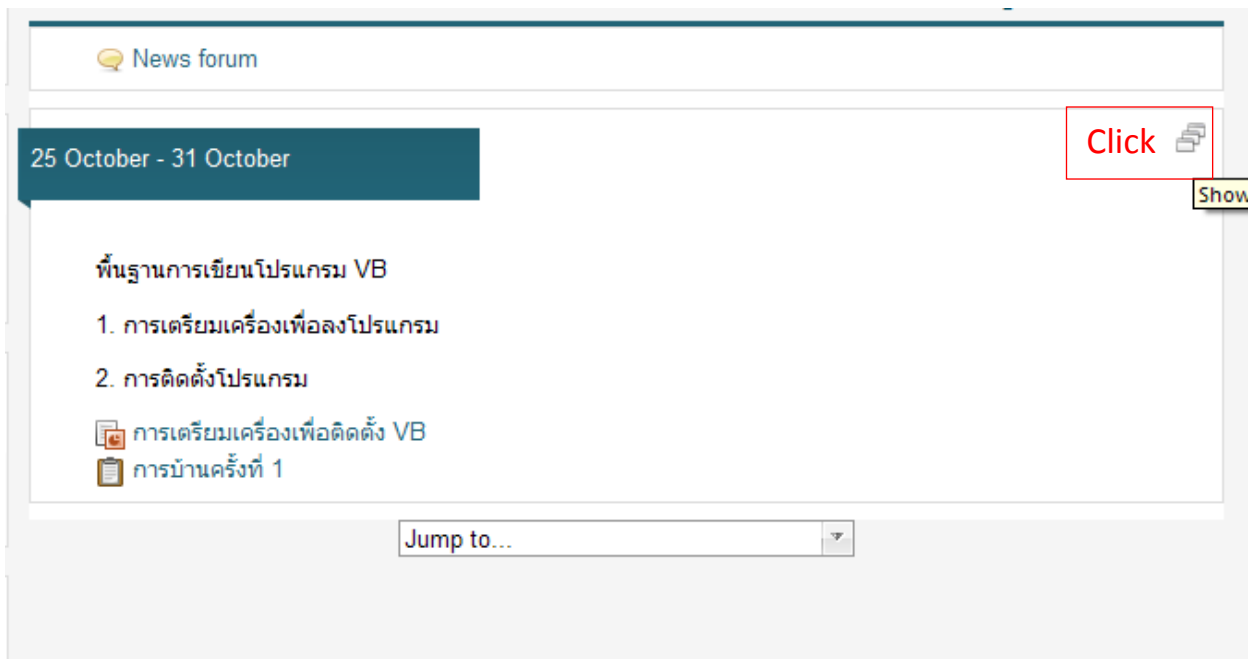 News forum
Click
25 October - 31 October
Show
พื้นฐานการเขียนโปรแกรม VB
1. การเตรียมเครื่องเพื่อลงโปรแกรม
2. การติดตั้งโปรแกรม
การเตรียมเครื่องเพื่อติดตั้ง VB
การบ้านครั้งที่ 1
Jump to...